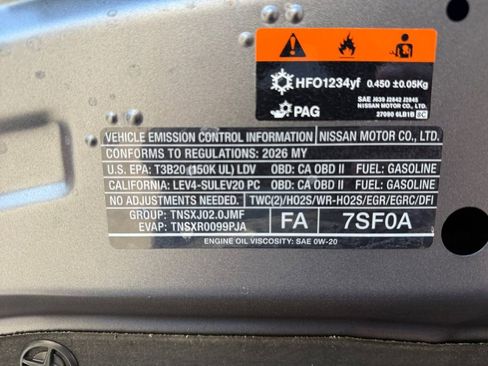 HFO1234yf 0.450 ±0.05Kg
PAG
SAE J639 J2842 J2845
NISSAN MOTOR CO., LTD.
27090 6LB1B 8C
VEHICLE EMISSION CONTROL INFORMATION NISSAN MOTOR CO., LTD.
CONFORMS TO REGULATIONS: 2026 MY
U.S. EPA: T3B20 (150K UL) LDV OBD: CA OBD II FUEL: GASOLINE
CALIFORNIA: LEV4-SULEV20 PC OBD: CA OBD II FUEL: GASOLINE
NO ADJUSTMENTS NEEDED. TWC(2)/HO2S/WR-HO2S/EGR/EGRC/DFI
GROUP: TNSXJ02.0JMF
EVAP: TNSXR0099PJA
FA
7SF0A
ENGINE OIL VISCOSITY: SAE 0W-20